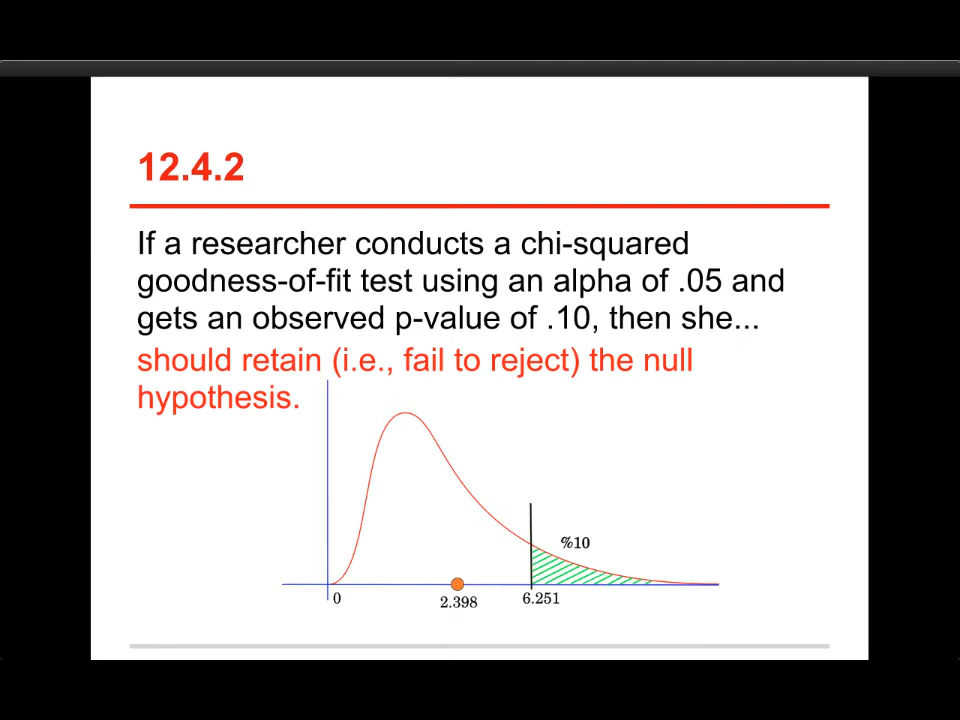 12.4.2
If a researcher conducts a chi-squared
goodness-of-fit test using an alpha of .05 and
gets an observed p-value of .10, then she...
should retain (i.e., fail to reject) the null
hypothesis.
%10
0
2.398
6.251